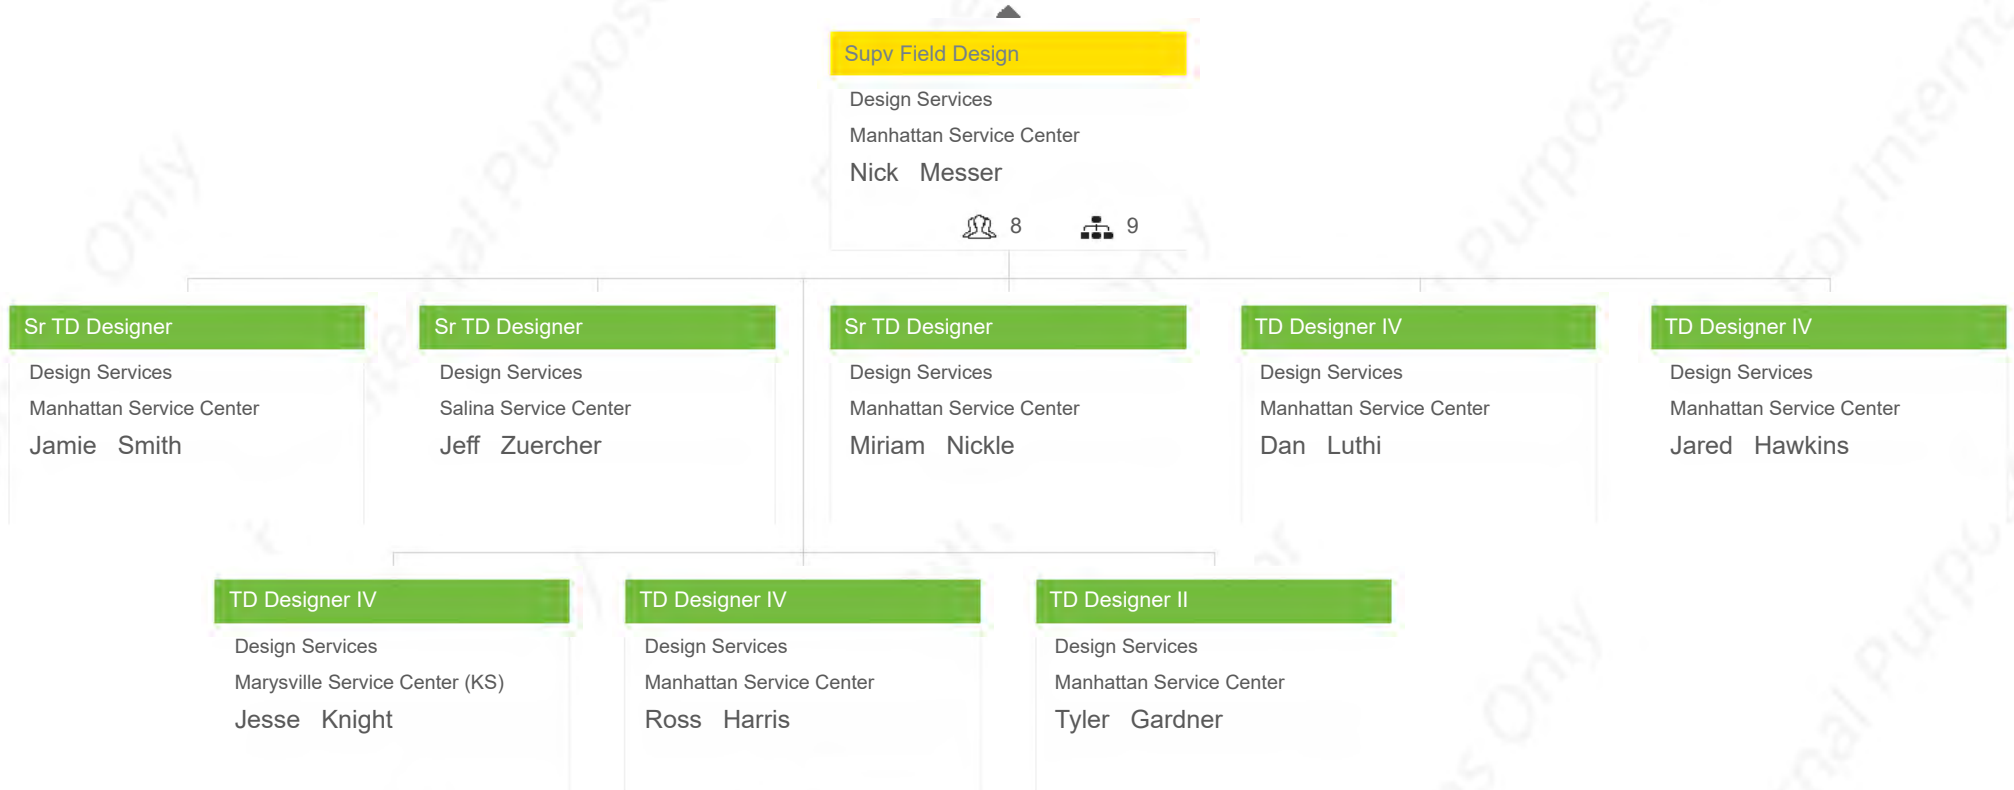 Supv Field Design
Design Services
Manhattan Service Center
Nick Messer
8 9
Sr TD Designer
Design Services
Manhattan Service Center
Jamie Smith
Sr TD Designer
Design Services
Salina Service Center
Jeff Zuercher
Sr TD Designer
Design Services
Manhattan Service Center
Miriam Nickle
TD Designer IV
Design Services
Manhattan Service Center
Dan Luthi
TD Designer IV
Design Services
Manhattan Service Center
Jared Hawkins
TD Designer IV
Design Services
Marysville Service Center (KS)
Jesse Knight
TD Designer IV
Design Services
Manhattan Service Center
Ross Harris
TD Designer II
Design Services
Manhattan Service Center
Tyler Gardner